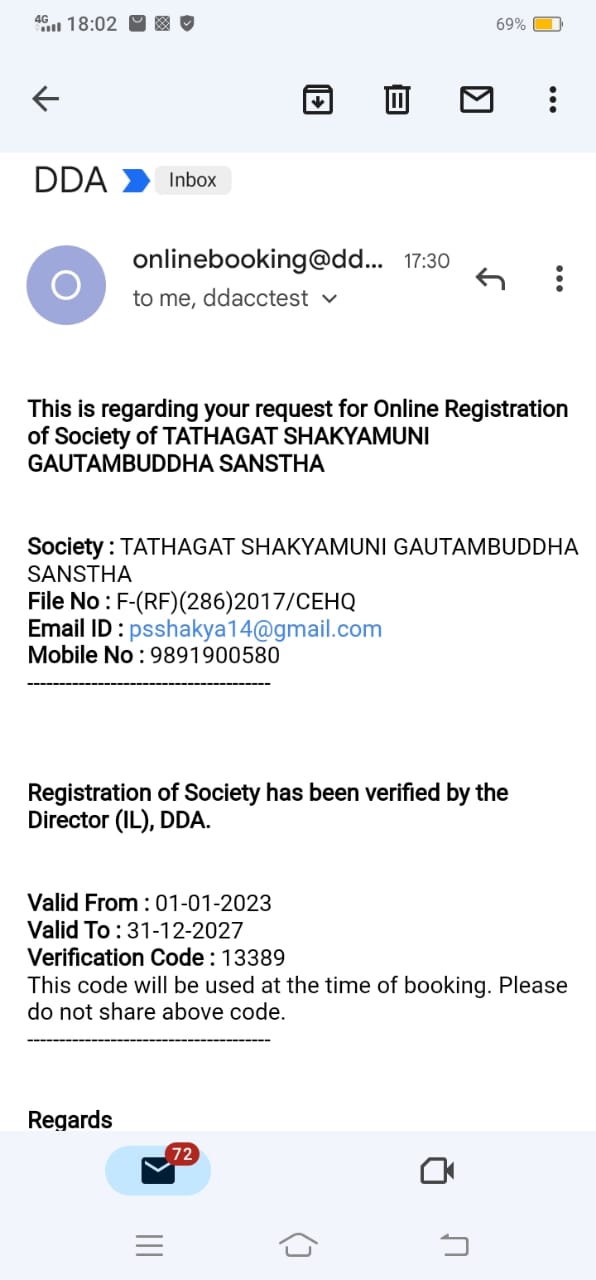 4G 18:02 69%
DDA Inbox
O
onlinebooking@dd... 17:30
to me, ddacctest
This is regarding your request for Online Registration
of Society of TATHAGAT SHAKYAMUNI
GAUTAMBUDDHA SANSTHA
Society : TATHAGAT SHAKYAMUNI GAUTAMBUDDHA
SANSTHA
File No : F-(RF)(286)2017/CEHQ
Email ID : psshakya14@gmail.com
Mobile No : 9891900580
--------------------------------------
Registration of Society has been verified by the
Director (IL), DDA.
Valid From : 01-01-2023
Valid To : 31-12-2027
Verification Code : 13389
This code will be used at the time of booking. Please
do not share above code.
--------------------------------------
Regards
72